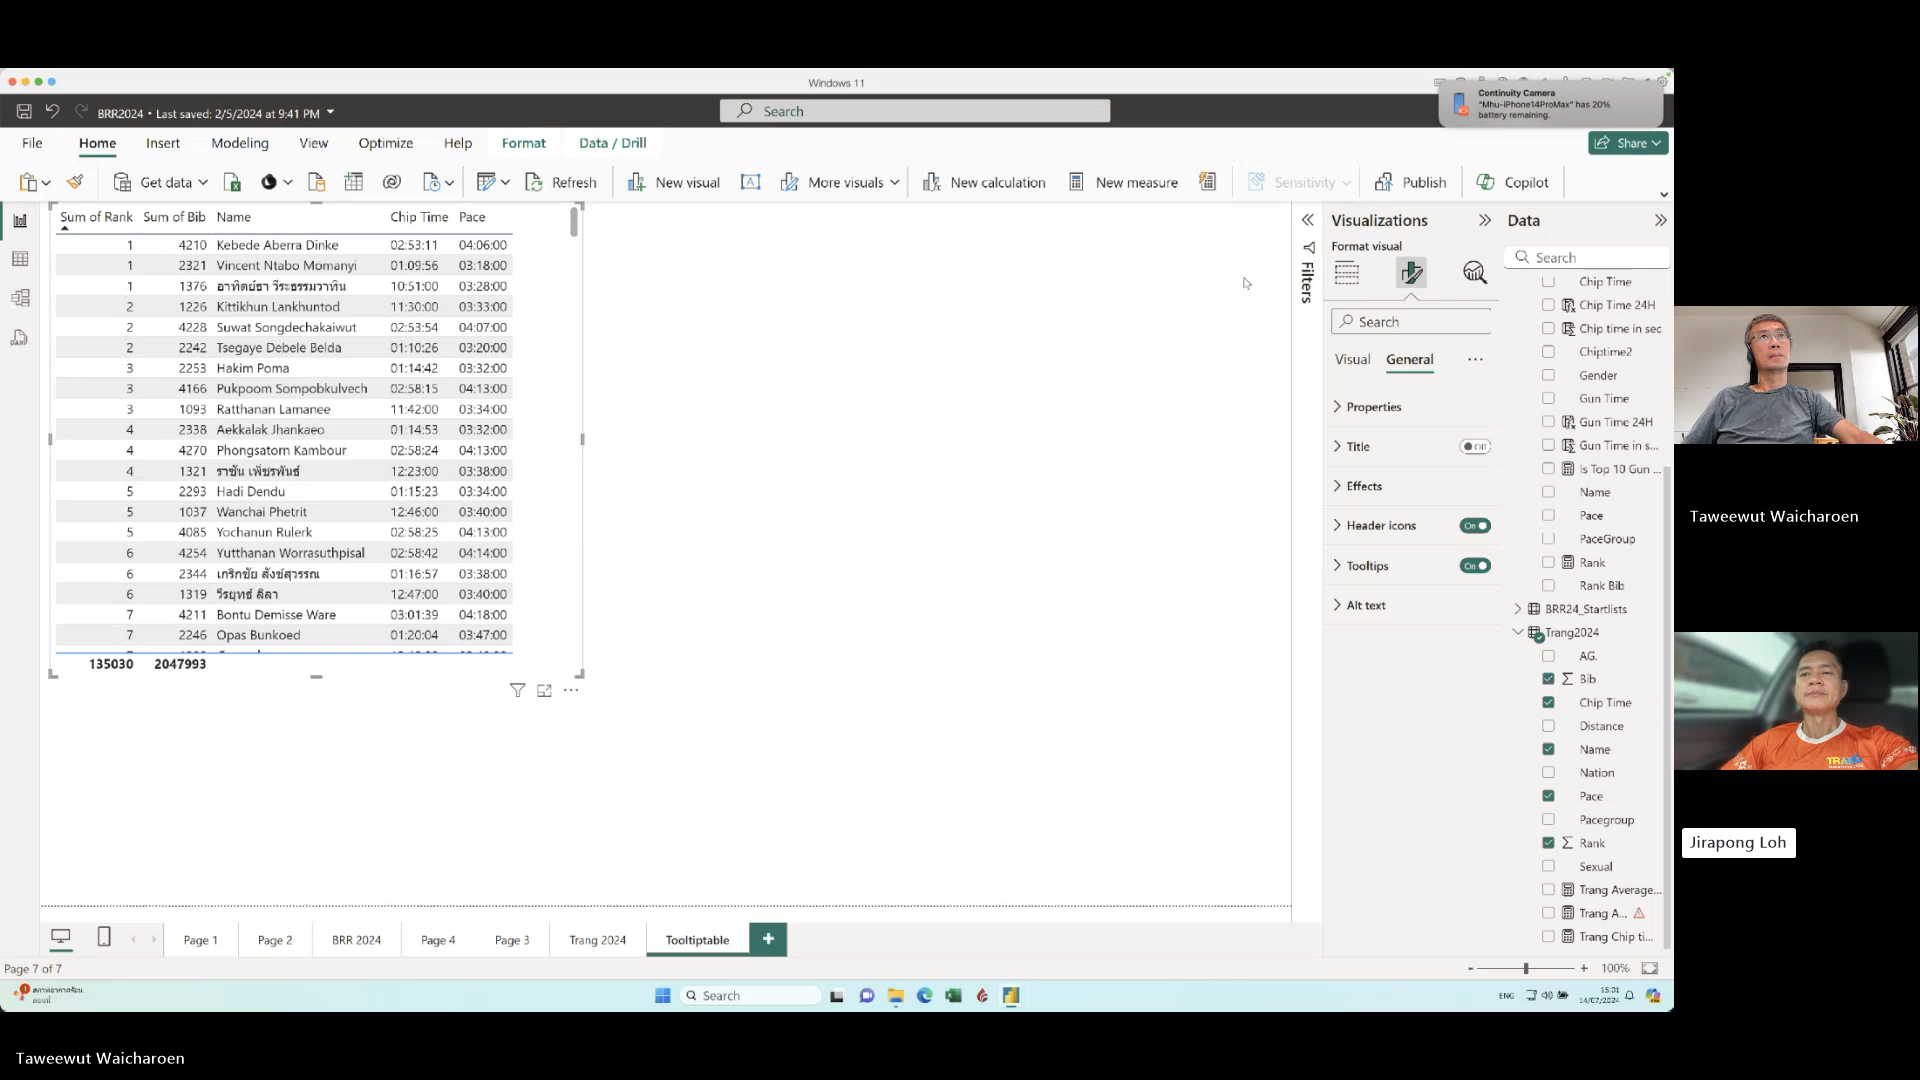 Windows 11
Continuity Camera
"Mhu-iPhone14ProMax" has 20%
battery remaining.
BRR2024 • Last saved: 2/5/2024 at 9:41 PM
Search
File Home Insert Modeling View Optimize Help Format Data / Drill
Share
Get data Refresh New visual More visuals New calculation New measure Sensitivity Publish Copilot
Sum of Rank Sum of Bib Name Chip Time Pace
1 4210 Kebede Aberra Dinke 02:53:11 04:06:00
1 2321 Vincent Ntabo Momanyi 01:09:56 03:18:00
1 1376 อาทิตย์ธา วีระธรรมวาทิน 10:51:00 03:28:00
2 1226 Kittikhun Lankhuntod 11:30:00 03:33:00
2 4228 Suwat Songdechakaiwut 02:53:54 04:07:00
2 2242 Tsegaye Debele Belda 01:10:26 03:20:00
3 2253 Hakim Poma 01:14:42 03:32:00
3 4166 Pukpoom Sompobkulvech 02:58:15 04:13:00
3 1093 Ratthanan Lamanee 11:42:00 03:34:00
4 2338 Aekkalak Jhankaeo 01:14:53 03:32:00
4 4270 Phongsatorn Kambour 02:58:24 04:13:00
4 1321 ราชัน เพ็ชรพันธ์ 12:23:00 03:38:00
5 2293 Hadi Dendu 01:15:23 03:34:00
5 1037 Wanchai Phetrit 12:46:00 03:40:00
5 4085 Yochanun Rulerk 02:58:25 04:13:00
6 4254 Yutthanan Worrasuthpisal 02:58:42 04:14:00
6 2344 เกริกชัย สังข์สุวรรณ 01:16:57 03:38:00
6 1319 วีรยุทธ์ ลิลา 12:47:00 03:40:00
7 4211 Bontu Demisse Ware 03:01:39 04:18:00
7 2246 Opas Bunkoed 01:20:04 03:47:00
135030 2047993
Filters
Visualizations
Format visual
Search
Visual General
Properties
Title Off
Effects
Header icons On
Tooltips On
Alt text
Data
Search
Chip Time
Chip Time 24H
Chip time in sec
Chiptime2
Gender
Gun Time
Gun Time 24H
Gun Time in s...
Is Top 10 Gun ...
Name
Pace
PaceGroup
Rank
Rank Bib
BRR24_Startlists
Trang2024
AG.
Bib
Chip Time
Distance
Name
Nation
Pace
Pacegroup
Rank
Sexual
Trang Average...
Trang A...
Trang Chip ti...
Page 1 Page 2 BRR 2024 Page 4 Page 3 Trang 2024 Tooltiptable
Page 7 of 7
100%
Search
ENG
15:01
14/07/2024
Taweewut Waicharoen
Jirapong Loh
Taweewut Waicharoen